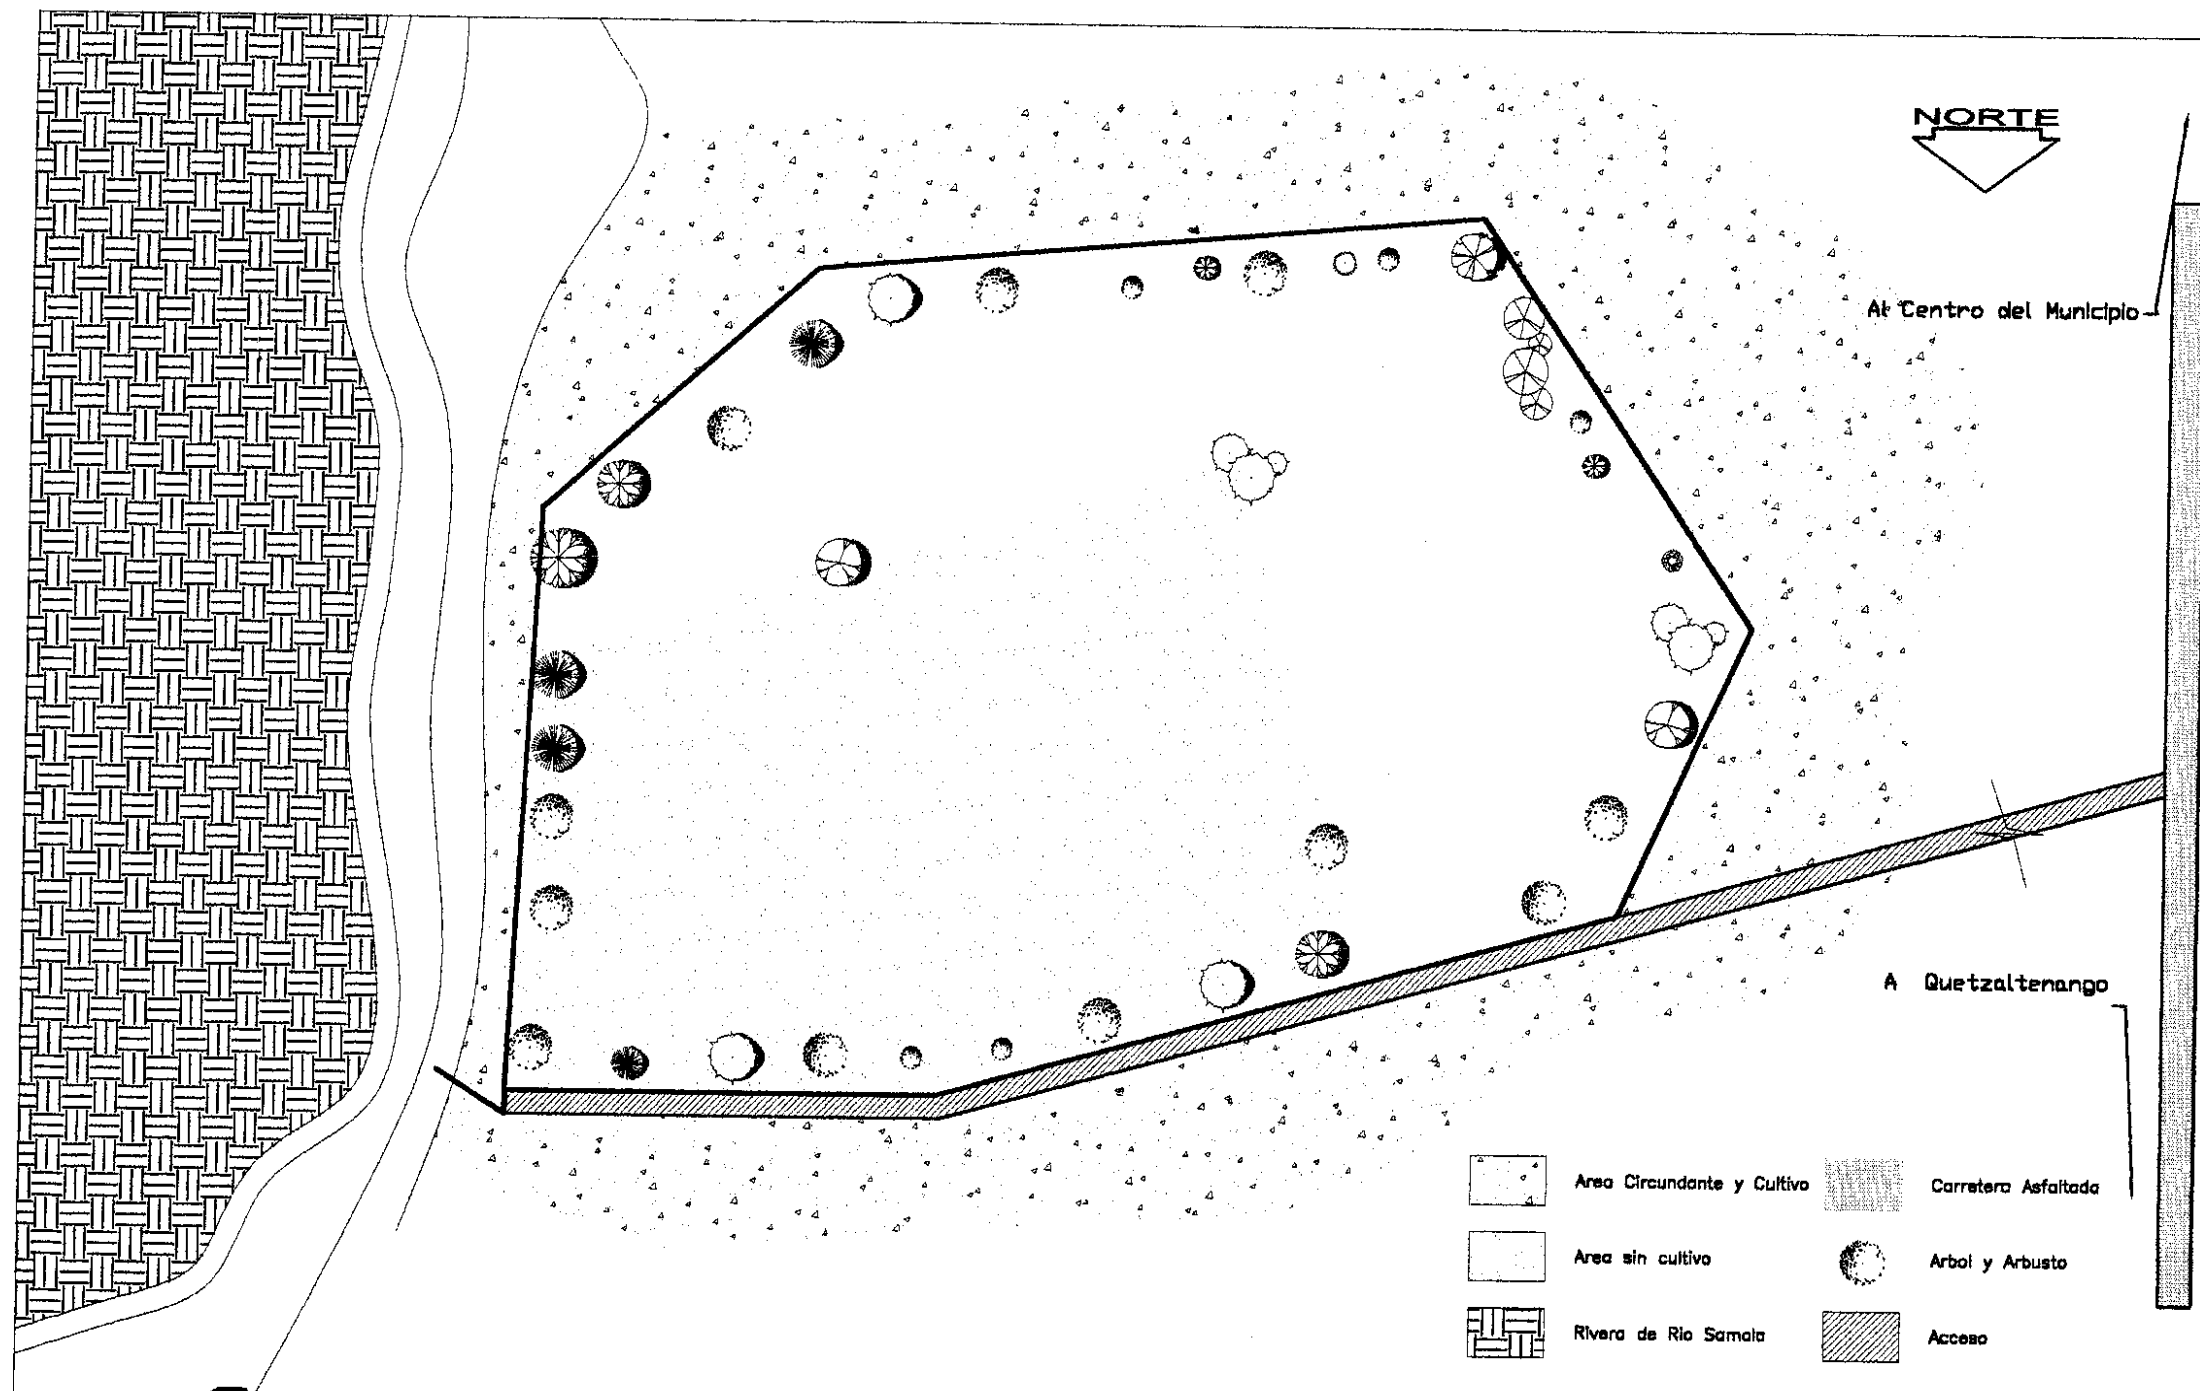 NORTE
Al Centro del Municipio
A Quetzaltenango
Area Circundante y Cultivo
Carretera Asfaltada
Area sin cultivo
Arbol y Arbusto
Rivera de Rio Samala
Acceso